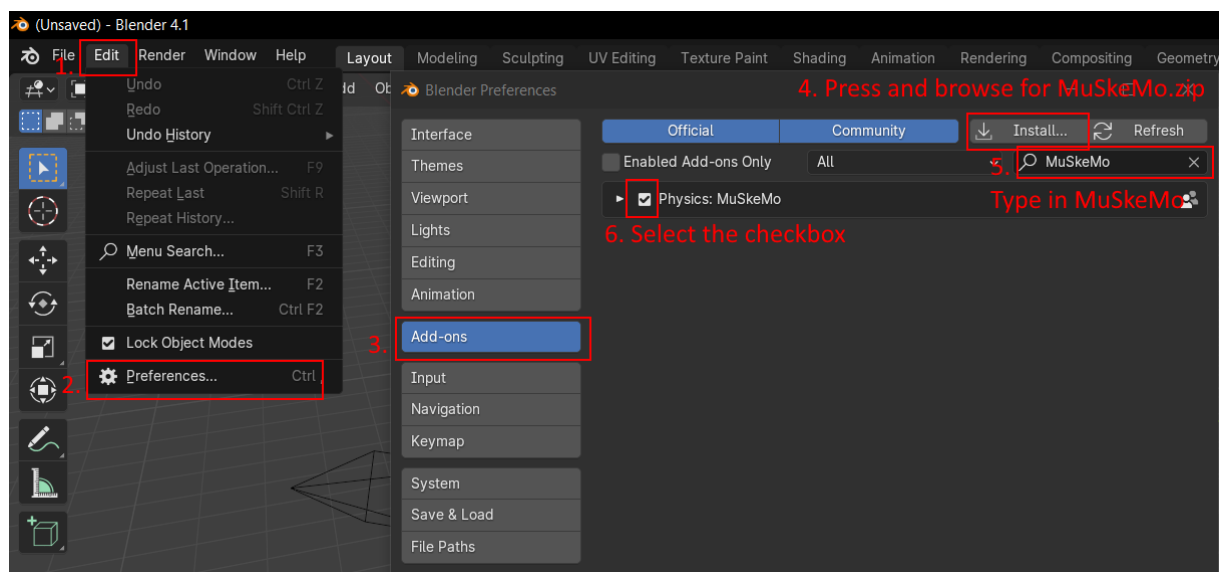 (Unsaved) - Blender 4.1
File Edit Render Window Help Layout Modeling Sculpting UV Editing Texture Paint Shading Animation Rendering Compositing Geometry
1.
Undo Ctrl Z
Redo Shift Ctrl Z
Undo History
Adjust Last Operation... F9
Repeat Last Shift R
Repeat History...
Menu Search... F3
Rename Active Item... F2
Batch Rename... Ctrl F2
Lock Object Modes
2.
Preferences... Ctrl ,
dd Ob
Blender Preferences
4. Press and browse for MuSkeMo.zip
Interface
Themes
Viewport
Lights
Editing
Animation
3.
Add-ons
Input
Navigation
Keymap
System
Save & Load
File Paths
Official Community Install... Refresh
Enabled Add-ons Only All
5.
MuSkeMo
Physics: MuSkeMo
Type in MuSkeMo
6. Select the checkbox